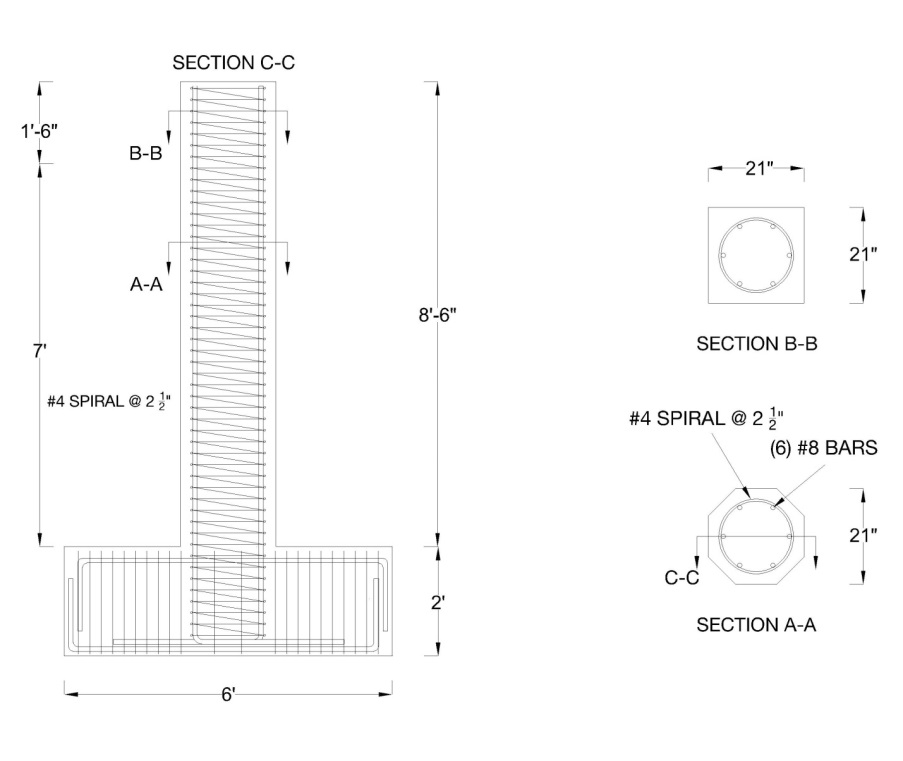 SECTION C-C
1'-6"
B-B
A-A
8'-6"
7'
#4 SPIRAL @ 2 1/2"
2'
6'
21"
21"
SECTION B-B
#4 SPIRAL @ 2 1/2"
(6) #8 BARS
21"
C-C
SECTION A-A